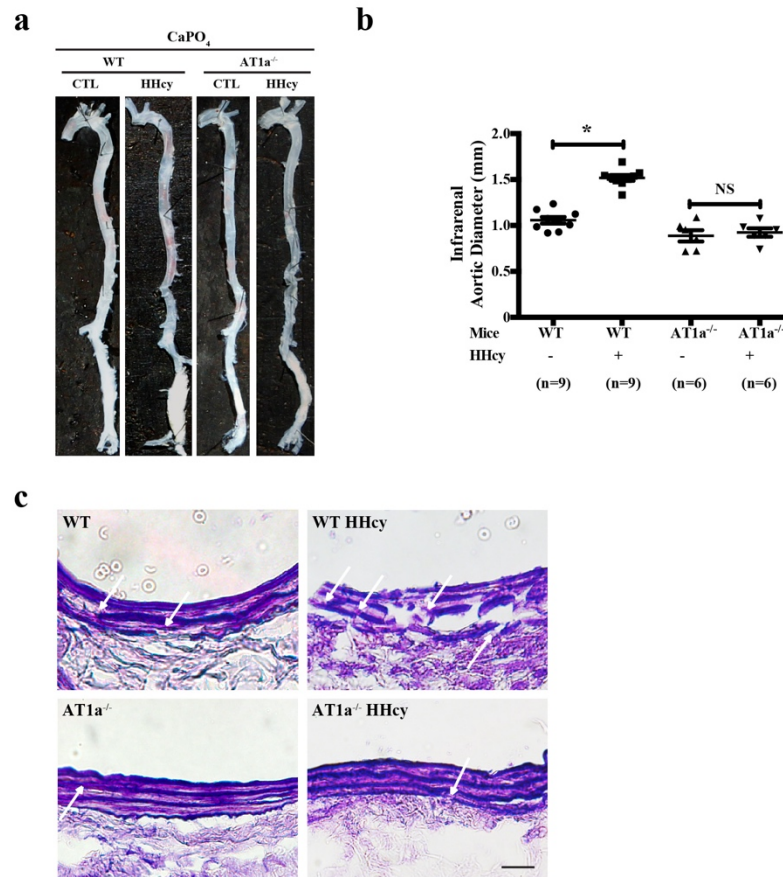 a
CaPO₄
WT AT1a⁻/⁻
CTL HHcy CTL HHcy
b
Infrarenal
Aortic Diameter (mm)
2.0
1.5
1.0
0.5
0
*
NS
Mice WT WT AT1a⁻/⁻ AT1a⁻/⁻
HHcy - + - +
(n=9) (n=9) (n=6) (n=6)
c
WT WT HHcy
AT1a⁻/⁻ AT1a⁻/⁻ HHcy